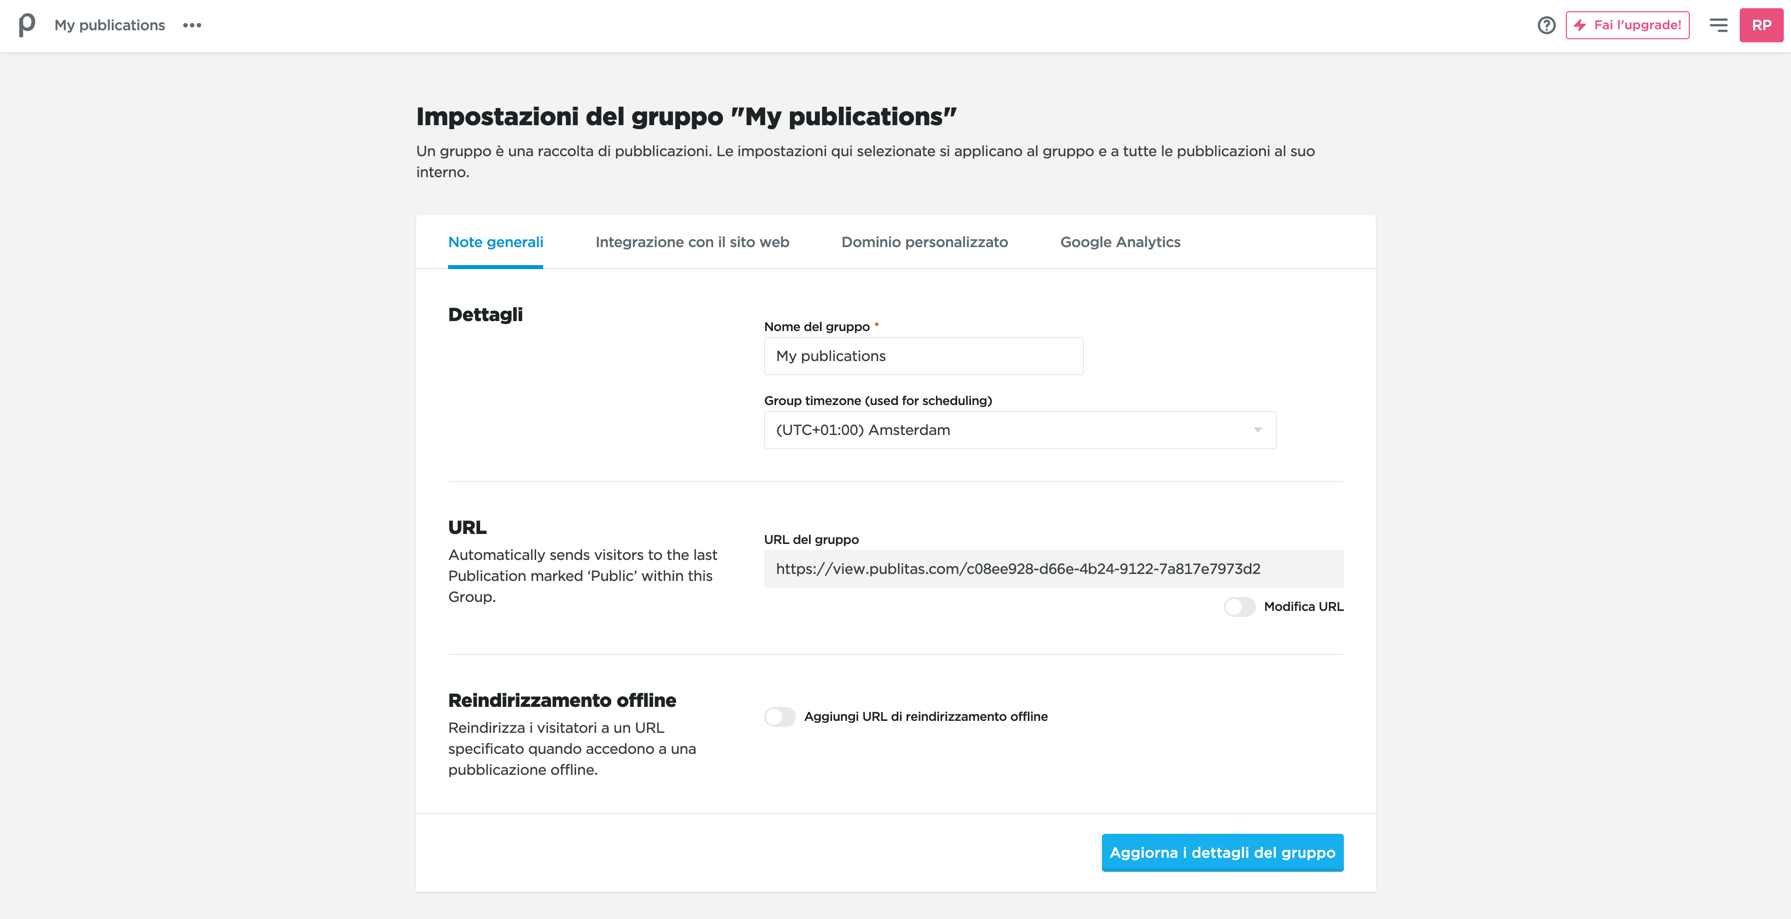 My publications
Fai l'upgrade!
RP
Impostazioni del gruppo "My publications"
Un gruppo è una raccolta di pubblicazioni. Le impostazioni qui selezionate si applicano al gruppo e a tutte le pubblicazioni al suo
interno.
Note generali
Integrazione con il sito web
Dominio personalizzato
Google Analytics
Dettagli
Nome del gruppo *
My publications
Group timezone (used for scheduling)
(UTC+01:00) Amsterdam
URL
Automatically sends visitors to the last
Publication marked ‘Public’ within this
Group.
URL del gruppo
https://view.publitas.com/c08ee928-d66e-4b24-9122-7a817e7973d2
Modifica URL
Reindirizzamento offline
Reindirizza i visitatori a un URL
specificato quando accedono a una
pubblicazione offline.
Aggiungi URL di reindirizzamento offline
Aggiorna i dettagli del gruppo